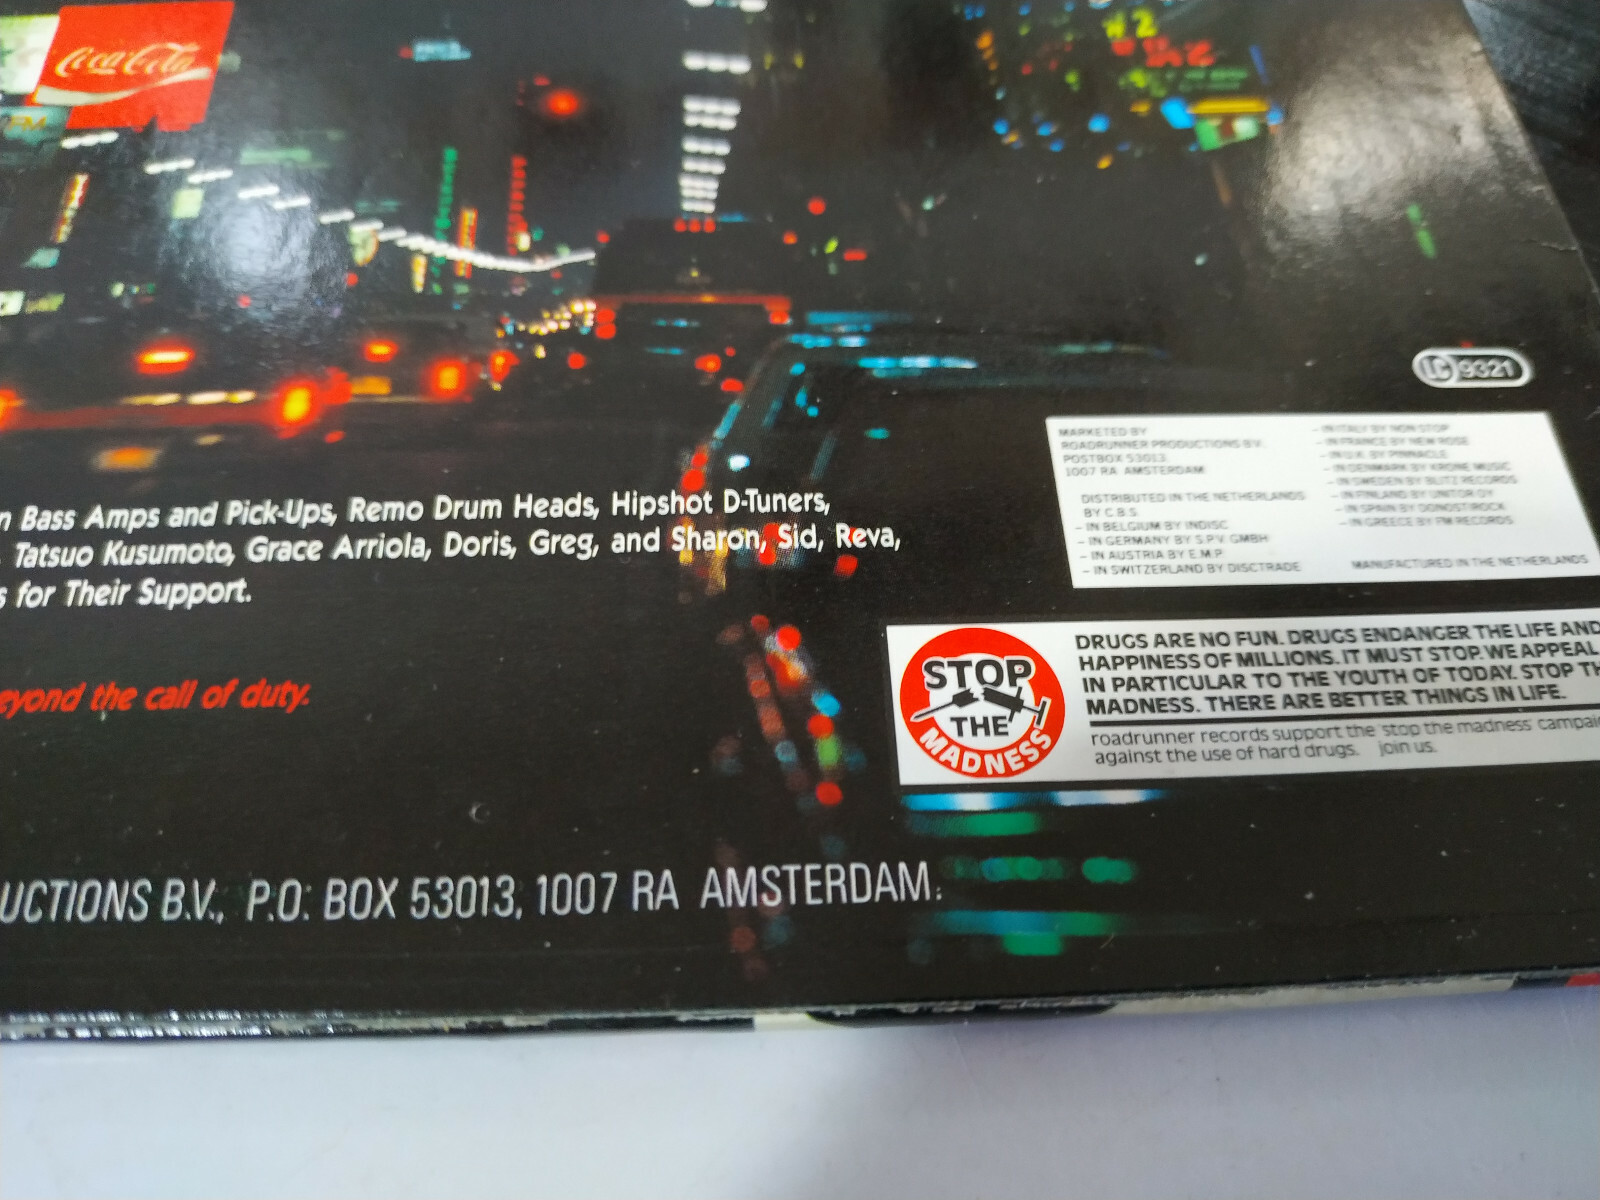 Coca-Cola
FM
LC 9321
MARKETED BY
ROADRUNNER PRODUCTIONS B.V.
POSTBOX 53013.
1007 RA AMSTERDAM
DISTRIBUTED IN THE NETHERLANDS
BY C.B.S.
– IN BELGIUM BY INDISC
– IN GERMANY BY S.P.V. GMBH
– IN AUSTRIA BY E.M.P.
– IN SWITZERLAND BY DISCTRADE
– IN ITALY BY NON STOP
– IN FRANCE BY NEW ROSE
– IN U.K. BY PINNACLE
– IN DENMARK BY KRONE MUSIC
– IN SWEDEN BY BLITZ RECORDS
– IN FINLAND BY UNITOR OY
– IN SPAIN BY DONOSTIROCK
– IN GREECE BY FM RECORDS
MANUFACTURED IN THE NETHERLANDS
n Bass Amps and Pick-Ups, Remo Drum Heads, Hipshot D-Tuners,
Tatsuo Kusumoto, Grace Arriola, Doris, Greg, and Sharon, Sid, Reva,
s for Their Support.
eyond the call of duty.
STOP
THE
MADNESS
DRUGS ARE NO FUN. DRUGS ENDANGER THE LIFE AND
HAPPINESS OF MILLIONS. IT MUST STOP. WE APPEAL
IN PARTICULAR TO THE YOUTH OF TODAY. STOP TH
MADNESS. THERE ARE BETTER THINGS IN LIFE.
roadrunner records support the 'stop the madness' campai
against the use of hard drugs. join us.
UCTIONS B.V., P.O. BOX 53013, 1007 RA AMSTERDAM.